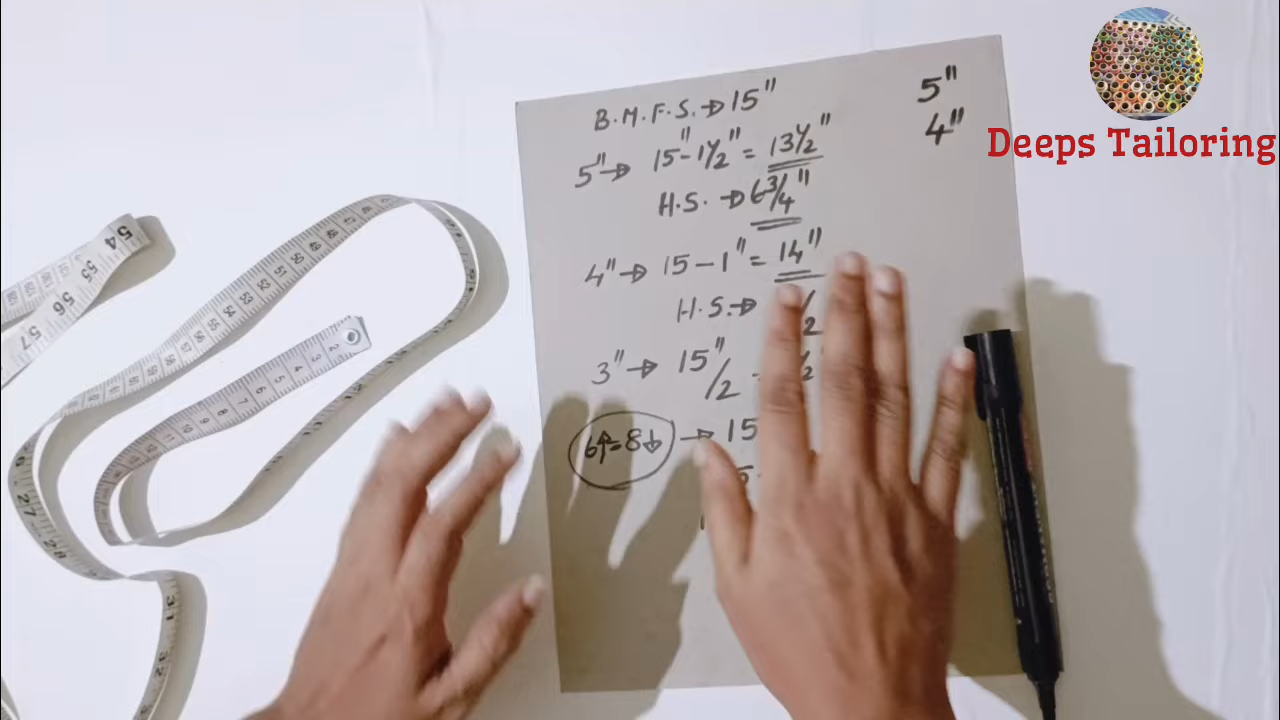 B.M.F.S. → 15"
5" → 15" - 1½" = 13½"
H.S. → 6¾"
4" → 15 - 1" = 14"
H.S. →
3" → 15"/2
6↑=8↓ → 15
5"
4"
Deeps Tailoring